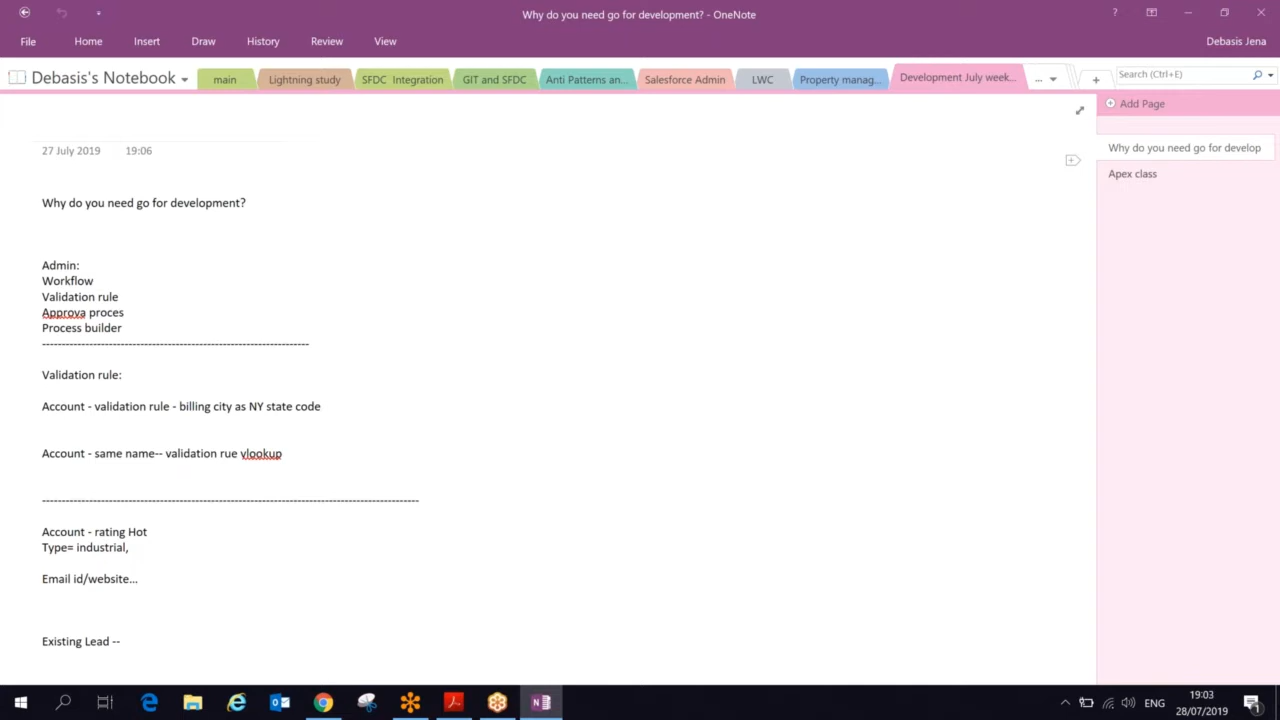 Why do you need go for development? - OneNote
?
File Home Insert Draw History Review View
Debasis Jena
Debasis's Notebook
main
Lightning study
SFDC Integration
GIT and SFDC
Anti Patterns an...
Salesforce Admin
LWC
Property manag...
Development July week...
...
+
Search (Ctrl+E)
Add Page
27 July 2019 19:06
Why do you need go for develop
Apex class
Why do you need go for development?
Admin:
Workflow
Validation rule
Approva proces
Process builder
--------------------------------------------------------------------
Validation rule:
Account - validation rule - billing city as NY state code
Account - same name-- validation rue vlookup
------------------------------------------------------------------------------------------------
Account - rating Hot
Type= industrial,
Email id/website...
Existing Lead --
ENG
19:03
28/07/2019
1